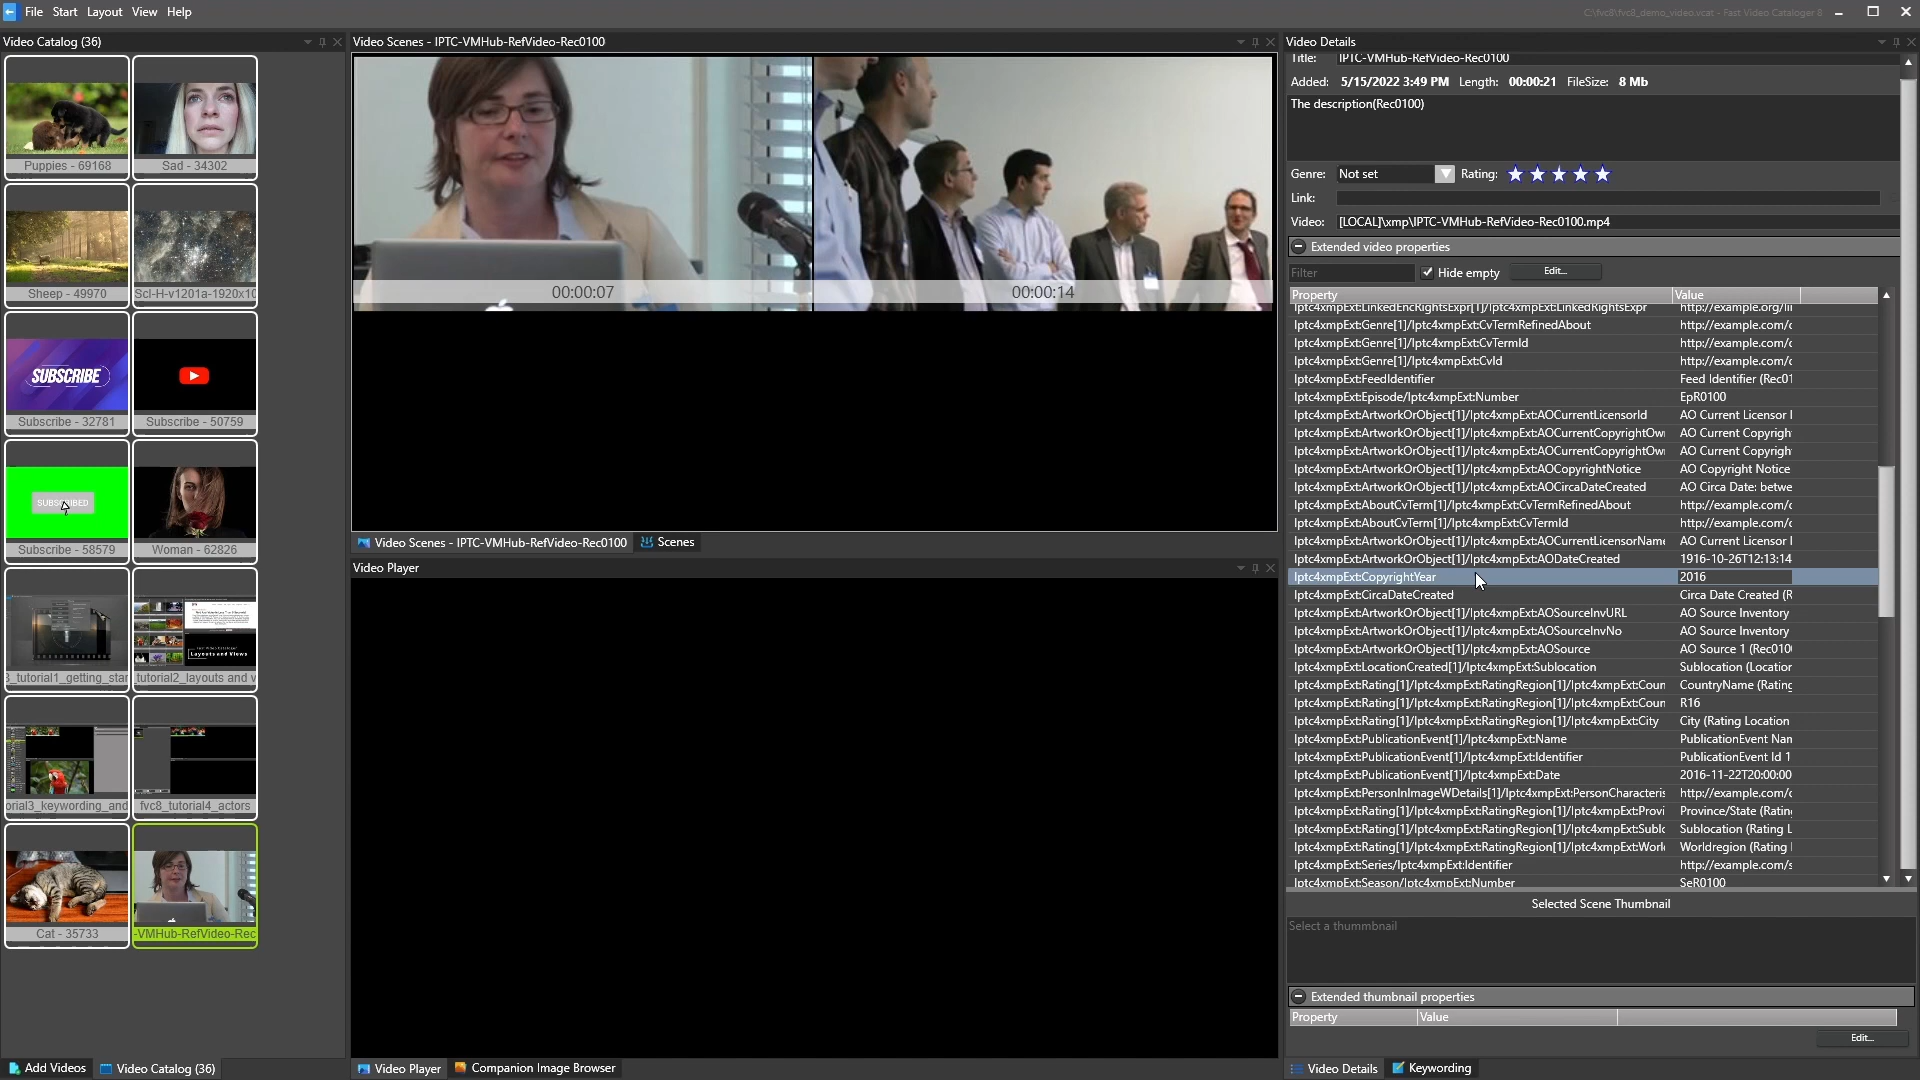 File Start Layout View Help
C:\fvc8\fvc8_demo_video.vcat - Fast Video Cataloger 8
Video Catalog (36)
Puppies - 69168
Sad - 34302
Sheep - 49970
Scl-H-v1201a-1920x10
SUBSCRIBE
Subscribe - 32781
Subscribe - 50759
SUBSCRIBED
Subscribe - 58579
Woman - 62826
3_tutorial1_getting_star
tutorial2_layouts and v
Layouts and Views
orial3_keywording_and
fvc8_tutorial4_actors
Cat - 35733
-VMHub-RefVideo-Rec
Add Videos
Video Catalog (36)
Video Scenes - IPTC-VMHub-RefVideo-Rec0100
00:00:07
00:00:14
Video Scenes - IPTC-VMHub-RefVideo-Rec0100
Scenes
Video Player
Video Player
Companion Image Browser
Video Details
Title: IPTC-VMHub-RefVideo-Rec0100
Added: 5/15/2022 3:49 PM Length: 00:00:21 FileSize: 8 Mb
The description(Rec0100)
Genre: Not set Rating:
Link:
Video: [LOCAL]\xmp\IPTC-VMHub-RefVideo-Rec0100.mp4
Extended video properties
Filter Hide empty Edit...
Property Value
Iptc4xmpExt:LinkedEncRightsExpr[1]/Iptc4xmpExt:LinkedRightsExpr http://example.org/lin
Iptc4xmpExt:Genre[1]/Iptc4xmpExt:CvTermRefinedAbout http://example.com/c
Iptc4xmpExt:Genre[1]/Iptc4xmpExt:CvTermId http://example.com/c
Iptc4xmpExt:Genre[1]/Iptc4xmpExt:CvId http://example.com/c
Iptc4xmpExt:FeedIdentifier Feed Identifier (Rec01
Iptc4xmpExt:Episode/Iptc4xmpExt:Number EpR0100
Iptc4xmpExt:ArtworkOrObject[1]/Iptc4xmpExt:AOCurrentLicensorId AO Current Licensor I
Iptc4xmpExt:ArtworkOrObject[1]/Iptc4xmpExt:AOCurrentCopyrightOwi AO Current Copyrigh
Iptc4xmpExt:ArtworkOrObject[1]/Iptc4xmpExt:AOCurrentCopyrightOwi AO Current Copyrigh
Iptc4xmpExt:ArtworkOrObject[1]/Iptc4xmpExt:AOCopyrightNotice AO Copyright Notice
Iptc4xmpExt:ArtworkOrObject[1]/Iptc4xmpExt:AOCircaDateCreated AO Circa Date: betwe
Iptc4xmpExt:AboutCvTerm[1]/Iptc4xmpExt:CvTermRefinedAbout http://example.com/c
Iptc4xmpExt:AboutCvTerm[1]/Iptc4xmpExt:CvTermId http://example.com/c
Iptc4xmpExt:ArtworkOrObject[1]/Iptc4xmpExt:AOCurrentLicensorName AO Current Licensor I
Iptc4xmpExt:ArtworkOrObject[1]/Iptc4xmpExt:AODateCreated 1916-10-26T12:13:14
Iptc4xmpExt:CopyrightYear 2016
Iptc4xmpExt:CircaDateCreated Circa Date Created (R
Iptc4xmpExt:ArtworkOrObject[1]/Iptc4xmpExt:AOSourceInvURL AO Source Inventory
Iptc4xmpExt:ArtworkOrObject[1]/Iptc4xmpExt:AOSourceInvNo AO Source Inventory
Iptc4xmpExt:ArtworkOrObject[1]/Iptc4xmpExt:AOSource AO Source 1 (Rec010
Iptc4xmpExt:LocationCreated[1]/Iptc4xmpExt:Sublocation Sublocation (Location
Iptc4xmpExt:Rating[1]/Iptc4xmpExt:RatingRegion[1]/Iptc4xmpExt:Coun CountryName (Rating
Iptc4xmpExt:Rating[1]/Iptc4xmpExt:RatingRegion[1]/Iptc4xmpExt:Coun R16
Iptc4xmpExt:Rating[1]/Iptc4xmpExt:RatingRegion[1]/Iptc4xmpExt:City City (Rating Location
Iptc4xmpExt:PublicationEvent[1]/Iptc4xmpExt:Name PublicationEvent Nan
Iptc4xmpExt:PublicationEvent[1]/Iptc4xmpExt:Identifier PublicationEvent Id 1
Iptc4xmpExt:PublicationEvent[1]/Iptc4xmpExt:Date 2016-11-22T20:00:00
Iptc4xmpExt:PersonInImageWDetails[1]/Iptc4xmpExt:PersonCharacteris http://example.com/c
Iptc4xmpExt:Rating[1]/Iptc4xmpExt:RatingRegion[1]/Iptc4xmpExt:Provi Province/State (Ratin
Iptc4xmpExt:Rating[1]/Iptc4xmpExt:RatingRegion[1]/Iptc4xmpExt:Sublc Sublocation (Rating L
Iptc4xmpExt:Rating[1]/Iptc4xmpExt:RatingRegion[1]/Iptc4xmpExt:Worl Worldregion (Rating
Iptc4xmpExt:Series/Iptc4xmpExt:Identifier http://example.com/s
Iptc4xmpExt:Season/Iptc4xmpExt:Number SeR0100
Selected Scene Thumbnail
Select a thummbnail
Extended thumbnail properties
Property Value
Edit...
Video Details
Keywording